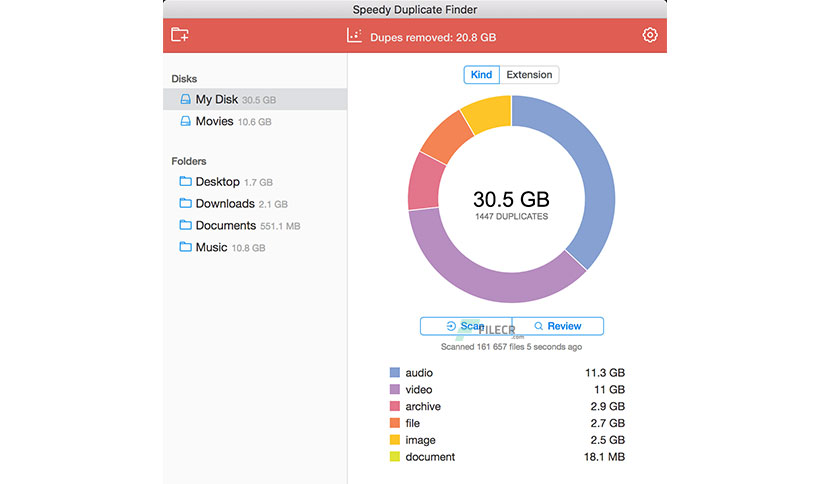 Speedy Duplicate Finder
Dupes removed: 20.8 GB
Disks
My Disk 30.5 GB
Movies 10.6 GB
Folders
Desktop 1.7 GB
Downloads 2.1 GB
Documents 551.1 MB
Music 10.8 GB
Kind Extension
30.5 GB
1447 DUPLICATES
Scan Review
FILECR .com
Scanned 161 657 files 5 seconds ago
audio 11.3 GB
video 11 GB
archive 2.9 GB
file 2.7 GB
image 2.5 GB
document 18.1 MB